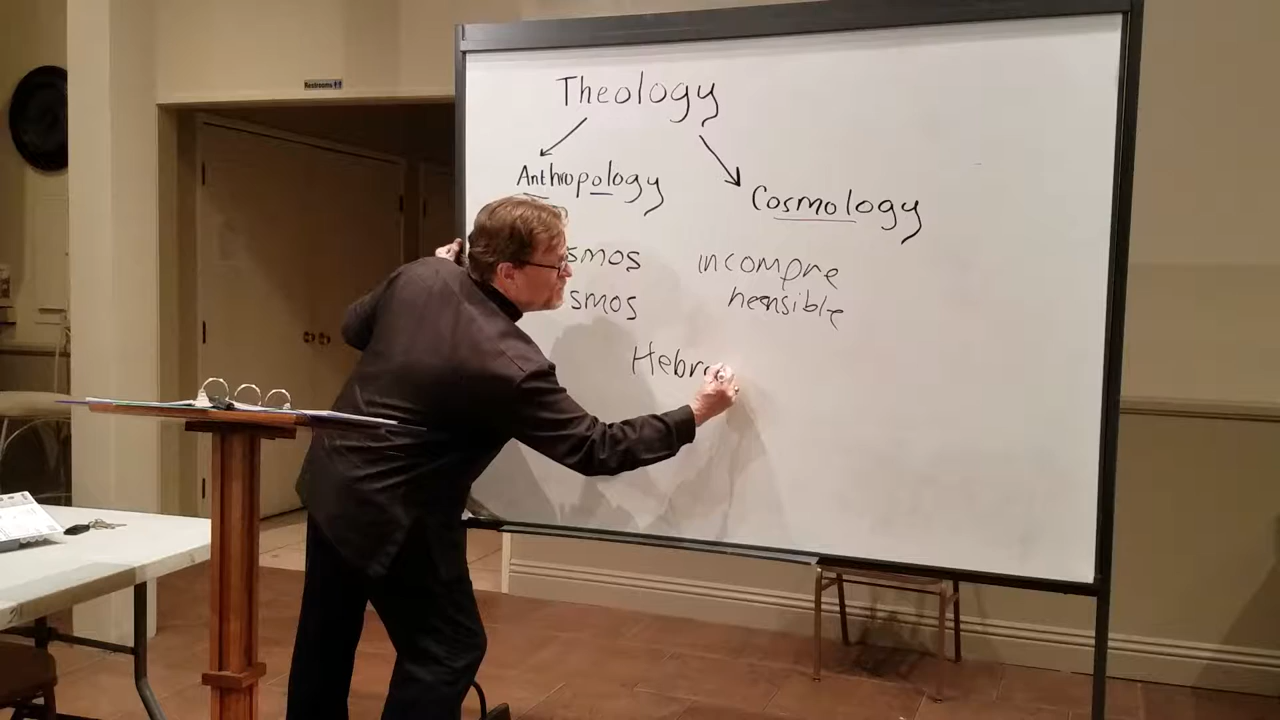 Restrooms
Theology
Anthropology
Cosmology
smos
incompre
smos
hensible
Hebr